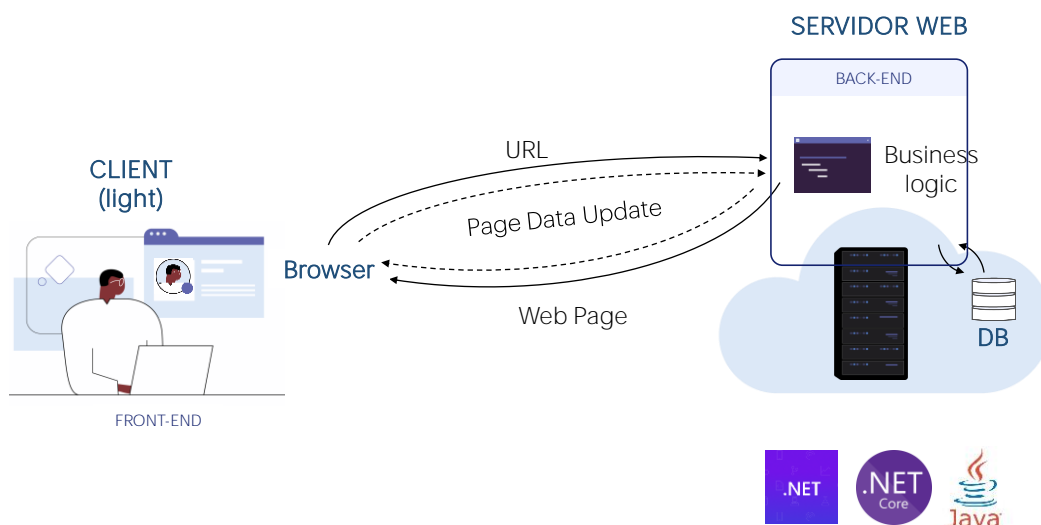 SERVIDOR WEB
BACK-END
URL
Business
logic
CLIENT
(light)
Page Data Update
Browser
Web Page
DB
FRONT-END
.NET
.NET
Core
Java